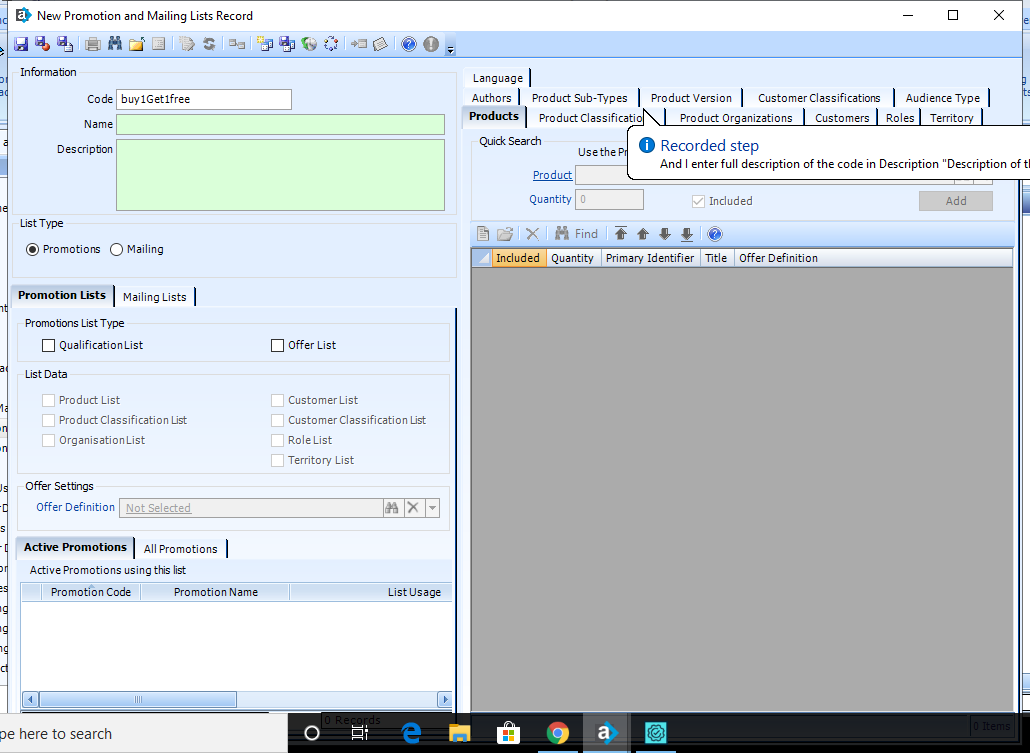 New Promotion and Mailing Lists Record
Information
Code buy1Get1free
Name
Description
List Type
Promotions Mailing
Promotion Lists Mailing Lists
Promotions List Type
Qualification List Offer List
List Data
Product List Customer List
Product Classification List Customer Classification List
Organisation List Role List
Territory List
Offer Settings
Offer Definition Not Selected
Active Promotions All Promotions
Active Promotions using this list
Promotion Code Promotion Name List Usage
0 Records
Language
Authors Product Sub-Types Product Version Customer Classifications Audience Type
Products Product Classificatio Product Organizations Customers Roles Territory
Recorded step
And I enter full description of the code in Description "Description of th
Quick Search
Use the Pr
Product
Quantity 0 Included Add
Find
Included Quantity Primary Identifier Title Offer Definition
0 Items
pe here to search